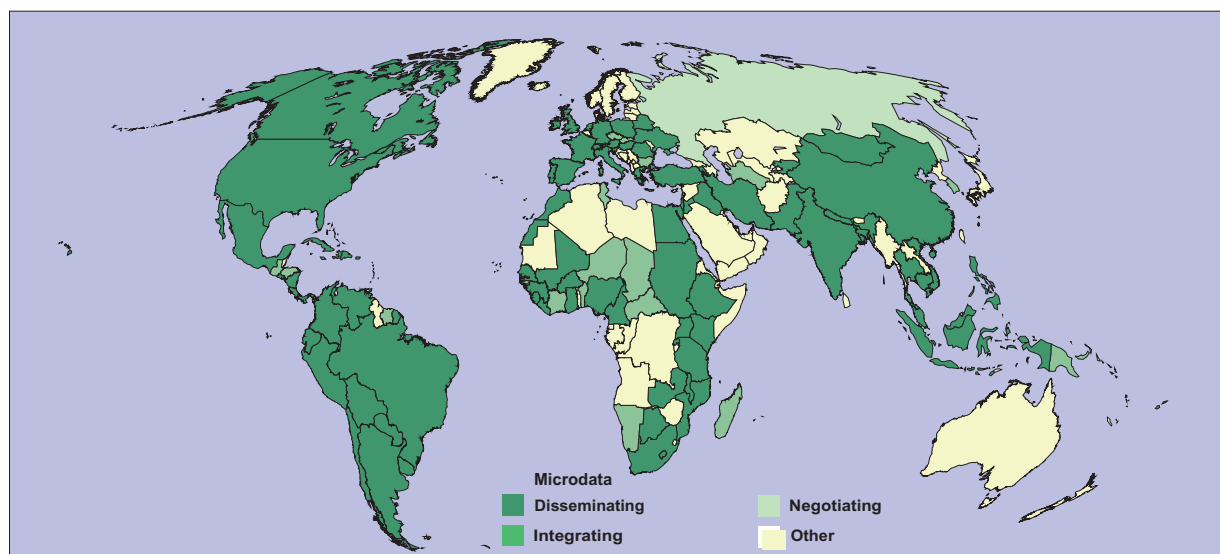 Microdata
Disseminating
Negotiating
Integrating
Other